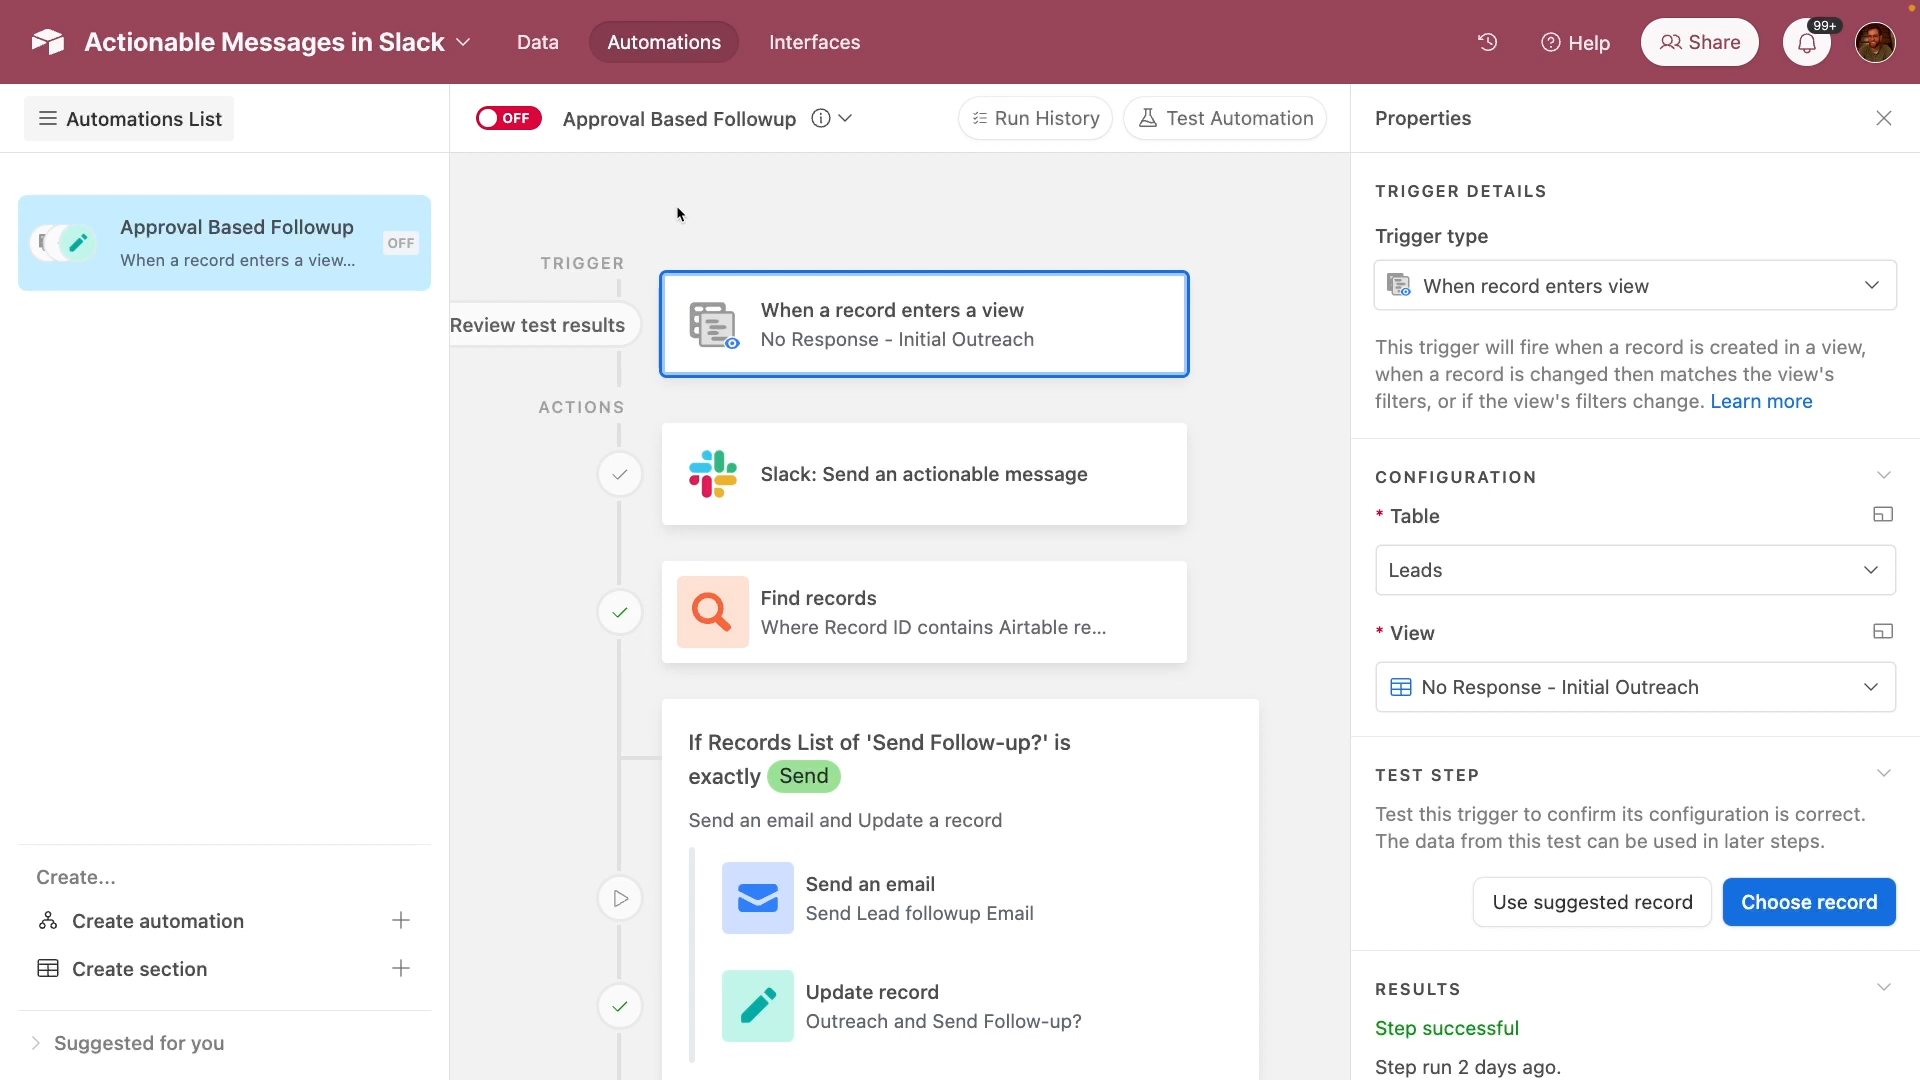 Actionable Messages in Slack
Data
Automations
Interfaces
Help
Share
99+
Automations List
OFF
Approval Based Followup
Run History
Test Automation
Properties
Approval Based Followup
When a record enters a view...
OFF
Create...
Create automation
Create section
Suggested for you
TRIGGER
Review test results
When a record enters a view
No Response - Initial Outreach
ACTIONS
Slack: Send an actionable message
Find records
Where Record ID contains Airtable re...
If Records List of 'Send Follow-up?' is
exactly Send
Send an email and Update a record
Send an email
Send Lead followup Email
Update record
Outreach and Send Follow-up?
TRIGGER DETAILS
Trigger type
When record enters view
This trigger will fire when a record is created in a view,
when a record is changed then matches the view's
filters, or if the view's filters change. Learn more
CONFIGURATION
* Table
Leads
* View
No Response - Initial Outreach
TEST STEP
Test this trigger to confirm its configuration is correct.
The data from this test can be used in later steps.
Use suggested record
Choose record
RESULTS
Step successful
Step run 2 days ago.